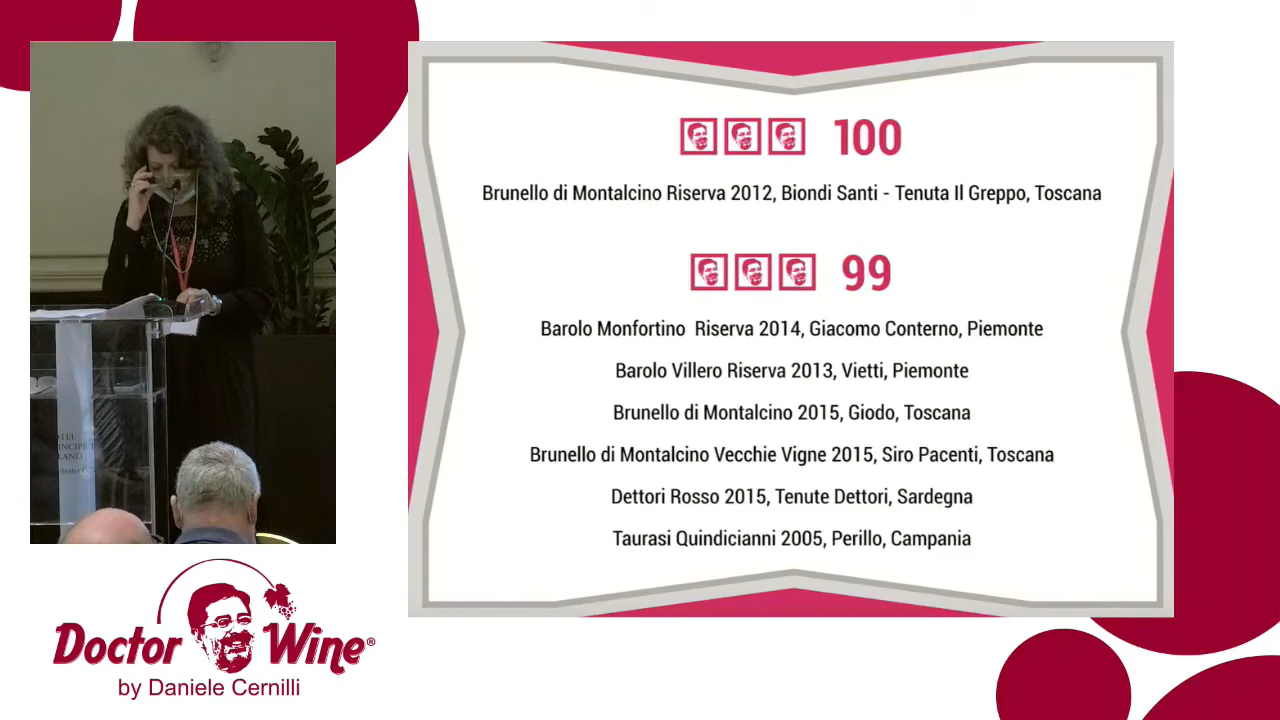 100
Brunello di Montalcino Riserva 2012, Biondi Santi - Tenuta Il Greppo, Toscana
99
Barolo Monfortino Riserva 2014, Giacomo Conterno, Piemonte
Barolo Villero Riserva 2013, Vietti, Piemonte
Brunello di Montalcino 2015, Giodo, Toscana
Brunello di Montalcino Vecchie Vigne 2015, Siro Pacenti, Toscana
Dettori Rosso 2015, Tenute Dettori, Sardegna
Taurasi Quindicianni 2005, Perillo, Campania
Doctor Wine®
by Daniele Cernilli